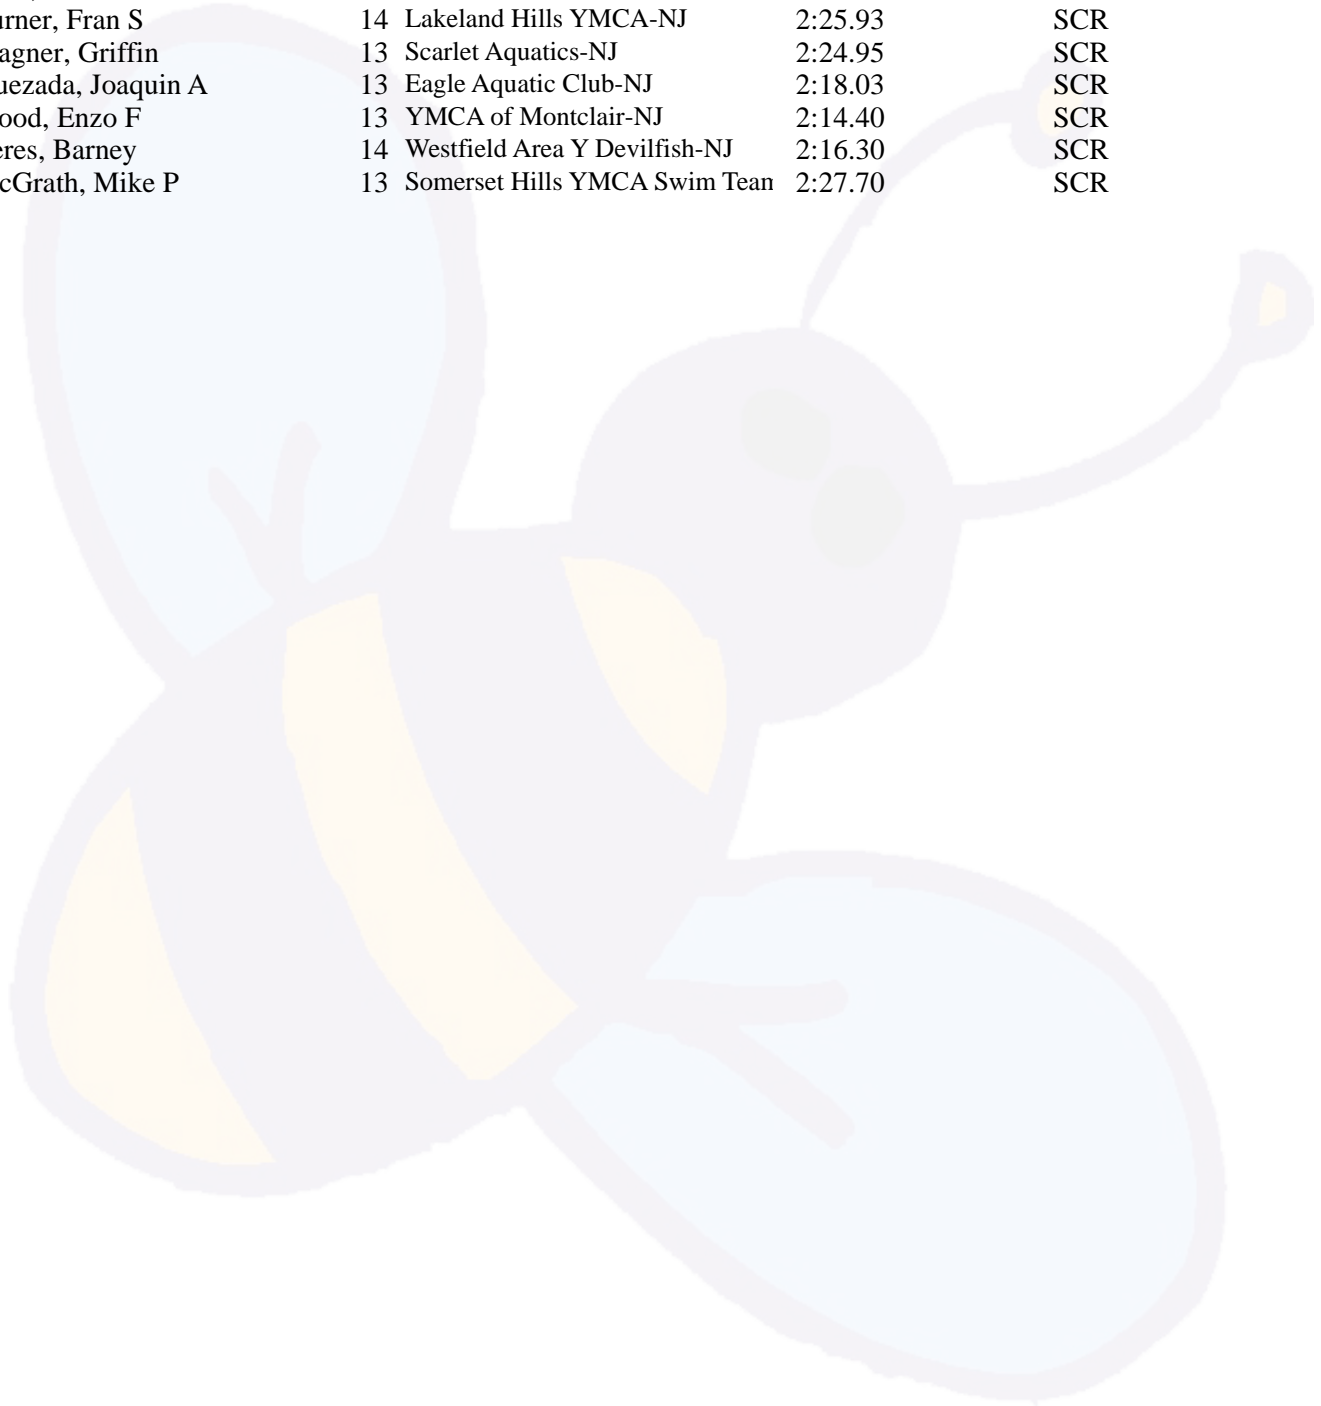 urner, Fran S 14 Lakeland Hills YMCA-NJ 2:25.93 SCR
agner, Griffin 13 Scarlet Aquatics-NJ 2:24.95 SCR
uezada, Joaquin A 13 Eagle Aquatic Club-NJ 2:18.03 SCR
ood, Enzo F 13 YMCA of Montclair-NJ 2:14.40 SCR
eres, Barney 14 Westfield Area Y Devilfish-NJ 2:16.30 SCR
cGrath, Mike P 13 Somerset Hills YMCA Swim Tean 2:27.70 SCR